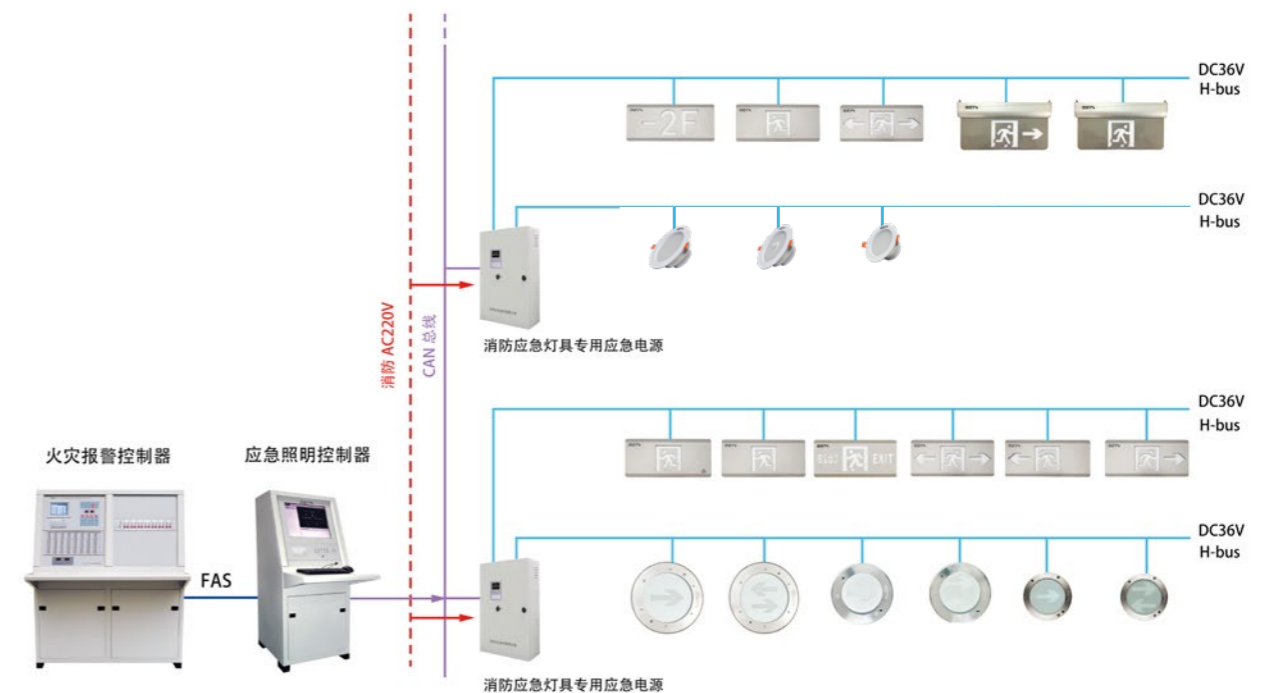 DC36V
H-bus
-2F
DC36V
H-bus
消防 AC220V
CAN 总线
消防应急灯具专用应急电源
DC36V
H-bus
EXIT
火灾报警控制器
应急照明控制器
DC36V
H-bus
FAS
消防应急灯具专用应急电源